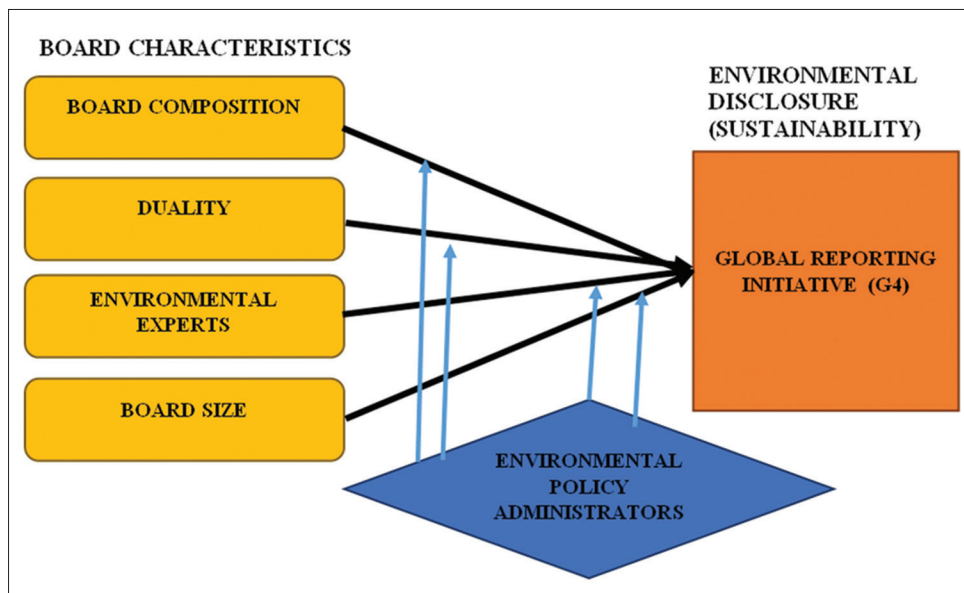 BOARD CHARACTERISTICS
BOARD COMPOSITION
DUALITY
ENVIRONMENTAL
EXPERTS
BOARD SIZE
ENVIRONMENTAL
DISCLOSURE
(SUSTAINABILITY)
GLOBAL REPORTING
INITIATIVE (G4)
ENVIRONMENTAL
POLICY
ADMINISTRATORS